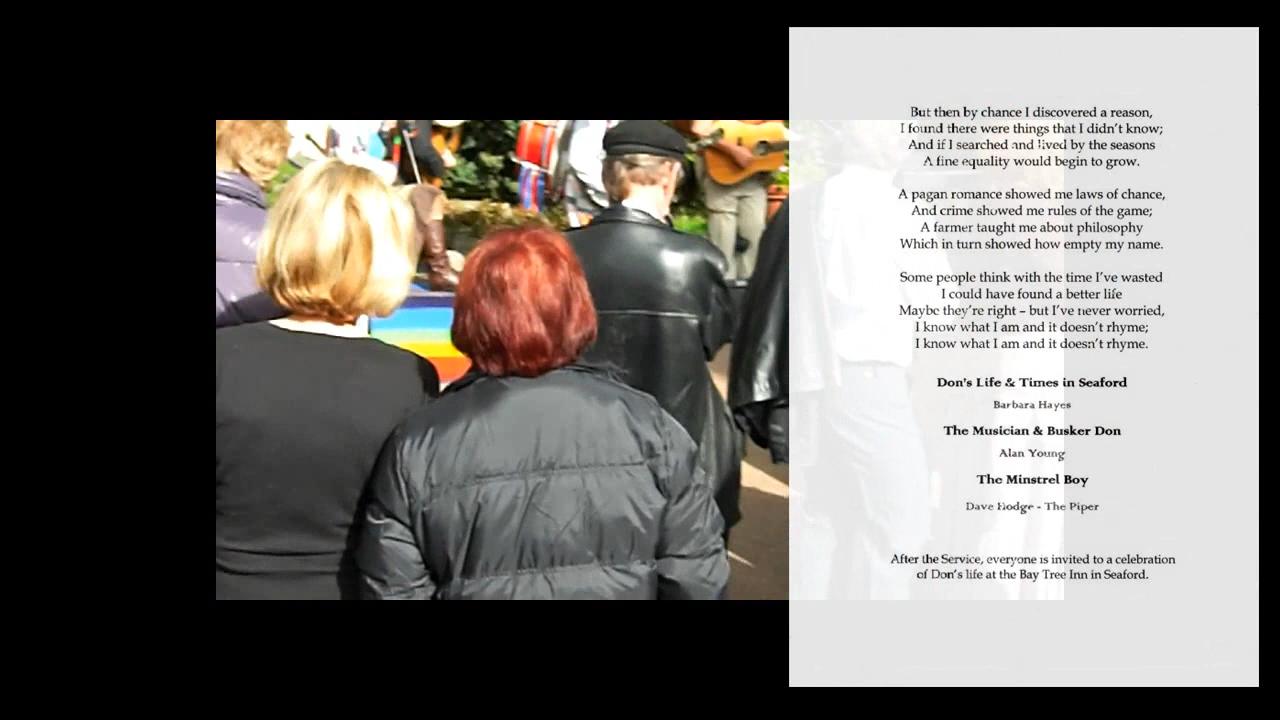 But then by chance I discovered a reason,
I found there were things that I didn't know;
And if I searched and lived by the seasons
A fine equality would begin to grow.
A pagan romance showed me laws of chance,
And crime showed me rules of the game;
A farmer taught me about philosophy
Which in turn showed how empty my name.
Some people think with the time I've wasted
I could have found a better life
Maybe they're right – but I've never worried,
I know what I am and it doesn't rhyme;
I know what I am and it doesn't rhyme.
Don's Life & Times in Seaford
Barbara Hayes
The Musician & Busker Don
Alan Young
The Minstrel Boy
Dave Hodge - The Piper
After the Service, everyone is invited to a celebration
of Don's life at the Bay Tree Inn in Seaford.